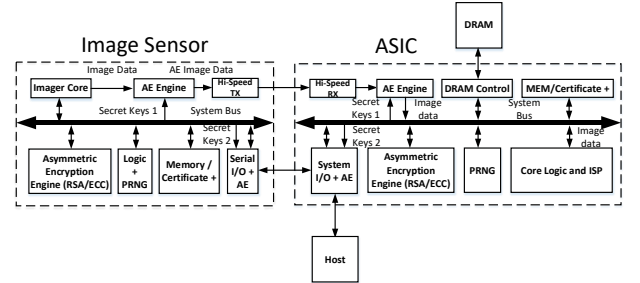 Image Sensor
ASIC
DRAM
Image Data
AE Image Data
Imager Core
AE Engine
Hi-Speed
TX
Hi-Speed
RX
AE Engine
DRAM Control
MEM/Certificate +
Secret Keys 1
System Bus
Secret
Keys 1
Image
data
System
Bus
Secret
Keys 2
Secret
Keys 2
Image
data
Asymmetric
Encryption
Engine (RSA/ECC)
Logic
+
PRNG
Memory /
Certificate +
Serial
I/O +
AE
System
I/O + AE
Asymmetric
Encryption
Engine (RSA/ECC)
PRNG
Core Logic and ISP
Host